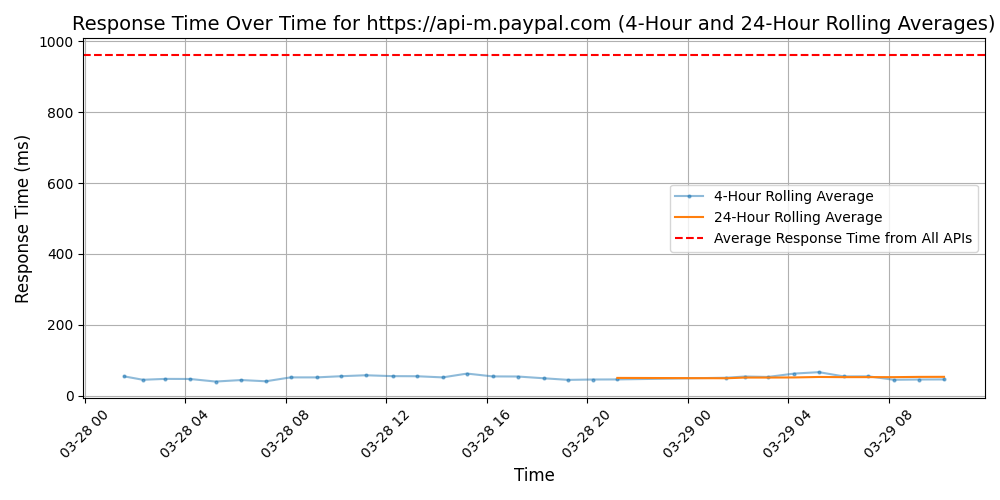 Response Time Over Time for https://api-m.paypal.com (4-Hour and 24-Hour Rolling Averages)
Response Time (ms)
1000
800
600
400
200
0
4-Hour Rolling Average
24-Hour Rolling Average
Average Response Time from All APIs
03-28 00
03-28 04
03-28 08
03-28 12
03-28 16
03-28 20
03-29 00
03-29 04
03-29 08
Time